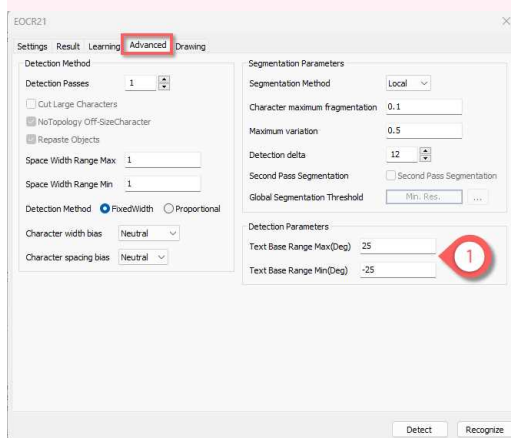 EOCR21
Settings Result Learning Advanced Drawing
Detection Method
Detection Passes 1
Cut Large Characters
NoTopology Off-SizeCharacter
Repaste Objects
Space Width Range Max 1
Space Width Range Min 1
Detection Method FixedWidth Proportional
Character width bias Neutral
Character spacing bias Neutral
Segmentation Parameters
Segmentation Method Local
Character maximum fragmentation 0.1
Maximum variation 0.5
Detection delta 12
Second Pass Segmentation Second Pass Segmentation
Global Segmentation Threshold Min. Res. ...
Detection Parameters
Text Base Range Max(Deg) 25
Text Base Range Min(Deg) -25
1
Detect Recognize